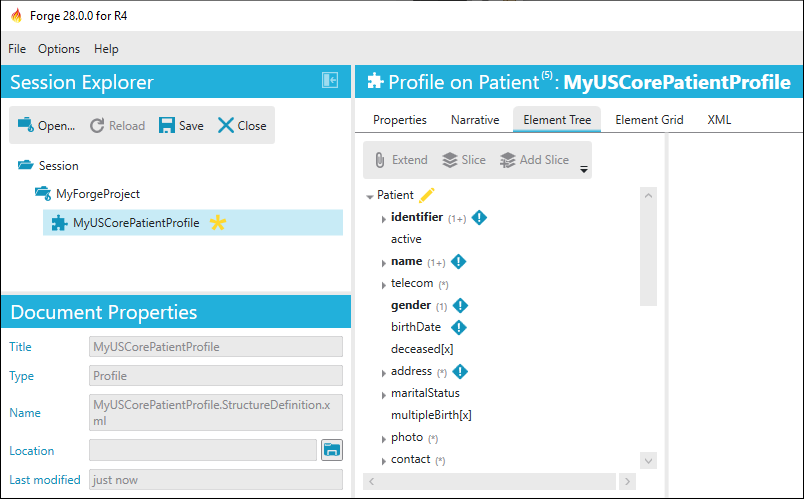 Forge 28.0.0 for R4
File Options Help
Session Explorer
Open... Reload Save Close
Session
MyForgeProject
MyUSCorePatientProfile
Document Properties
Title MyUSCorePatientProfile
Type Profile
Name MyUSCorePatientProfile.StructureDefinition.x
ml
Location
Last modified just now
Profile on Patient(5): MyUSCorePatientProfile
Properties Narrative Element Tree Element Grid XML
Extend Slice Add Slice
Patient
identifier (1+)
active
name (1+)
telecom (*)
gender (1)
birthDate
deceased[x]
address (*)
maritalStatus
multipleBirth[x]
photo (*)
contact (*)